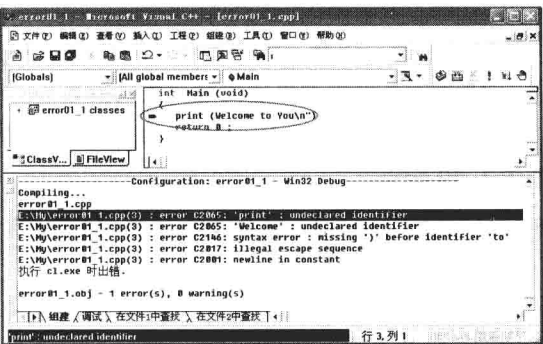 error01_1 - Microsoft Visual C++ - [error01_1.cpp]
文件(F) 编辑(E) 查看(V) 插入(I) 工程(P) 组建(B) 工具(T) 窗口(W) 帮助(H)
(Globals) (All global members Main
int Main (void)
{
print (Welcome to You\n")
return 0 ;
}
error01_1 classes
ClassV... FileView
Configuration: error01_1 - Win32 Debug
Compiling...
error01_1.cpp
E:\My\error01_1.cpp(3) : error C2065: 'print' : undeclared identifier
E:\My\error01_1.cpp(3) : error C2065: 'Welcome' : undeclared identifier
E:\My\error01_1.cpp(3) : error C2146: syntax error : missing ')' before identifier 'to'
E:\My\error01_1.cpp(3) : error C2017: illegal escape sequence
E:\My\error01_1.cpp(3) : error C2001: newline in constant
执行 cl.exe 时出错.
error01_1.obj - 1 error(s), 0 warning(s)
组建 调试 在文件1中查找 在文件2中查找
'print' : undeclared identifier 行 3, 列 1